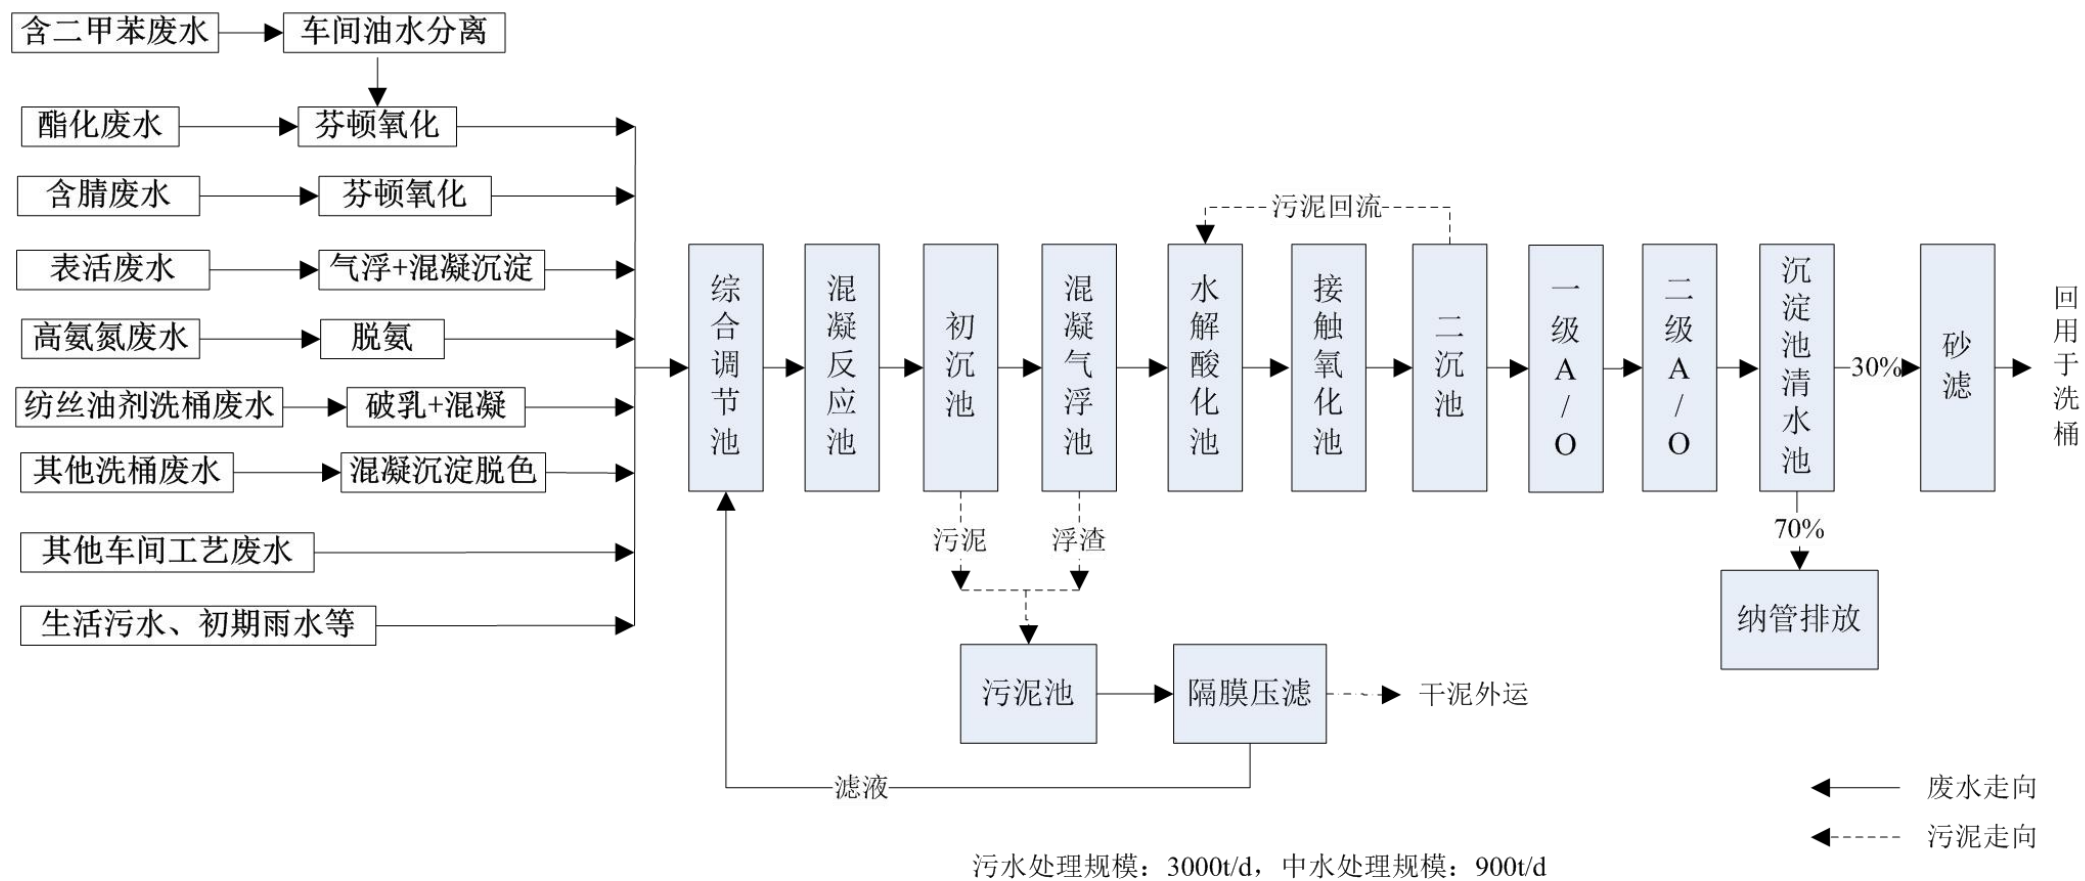 含二甲苯废水
车间油水分离
酯化废水
芬顿氧化
含腈废水
芬顿氧化
表活废水
气浮+混凝沉淀
高氨氮废水
脱氨
纺丝油剂洗桶废水
破乳+混凝
其他洗桶废水
混凝沉淀脱色
其他车间工艺废水
生活污水、初期雨水等
综合调节池
混凝反应池
初沉池
混凝气浮池
水解酸化池
接触氧化池
二沉池
污泥回流
一级A/O
二级A/O
沉淀池清水池
30%
砂滤
回用于洗桶
70%
纳管排放
污泥
浮渣
污泥池
隔膜压滤
干泥外运
滤液
废水走向
污泥走向
污水处理规模：3000t/d，中水处理规模：900t/d